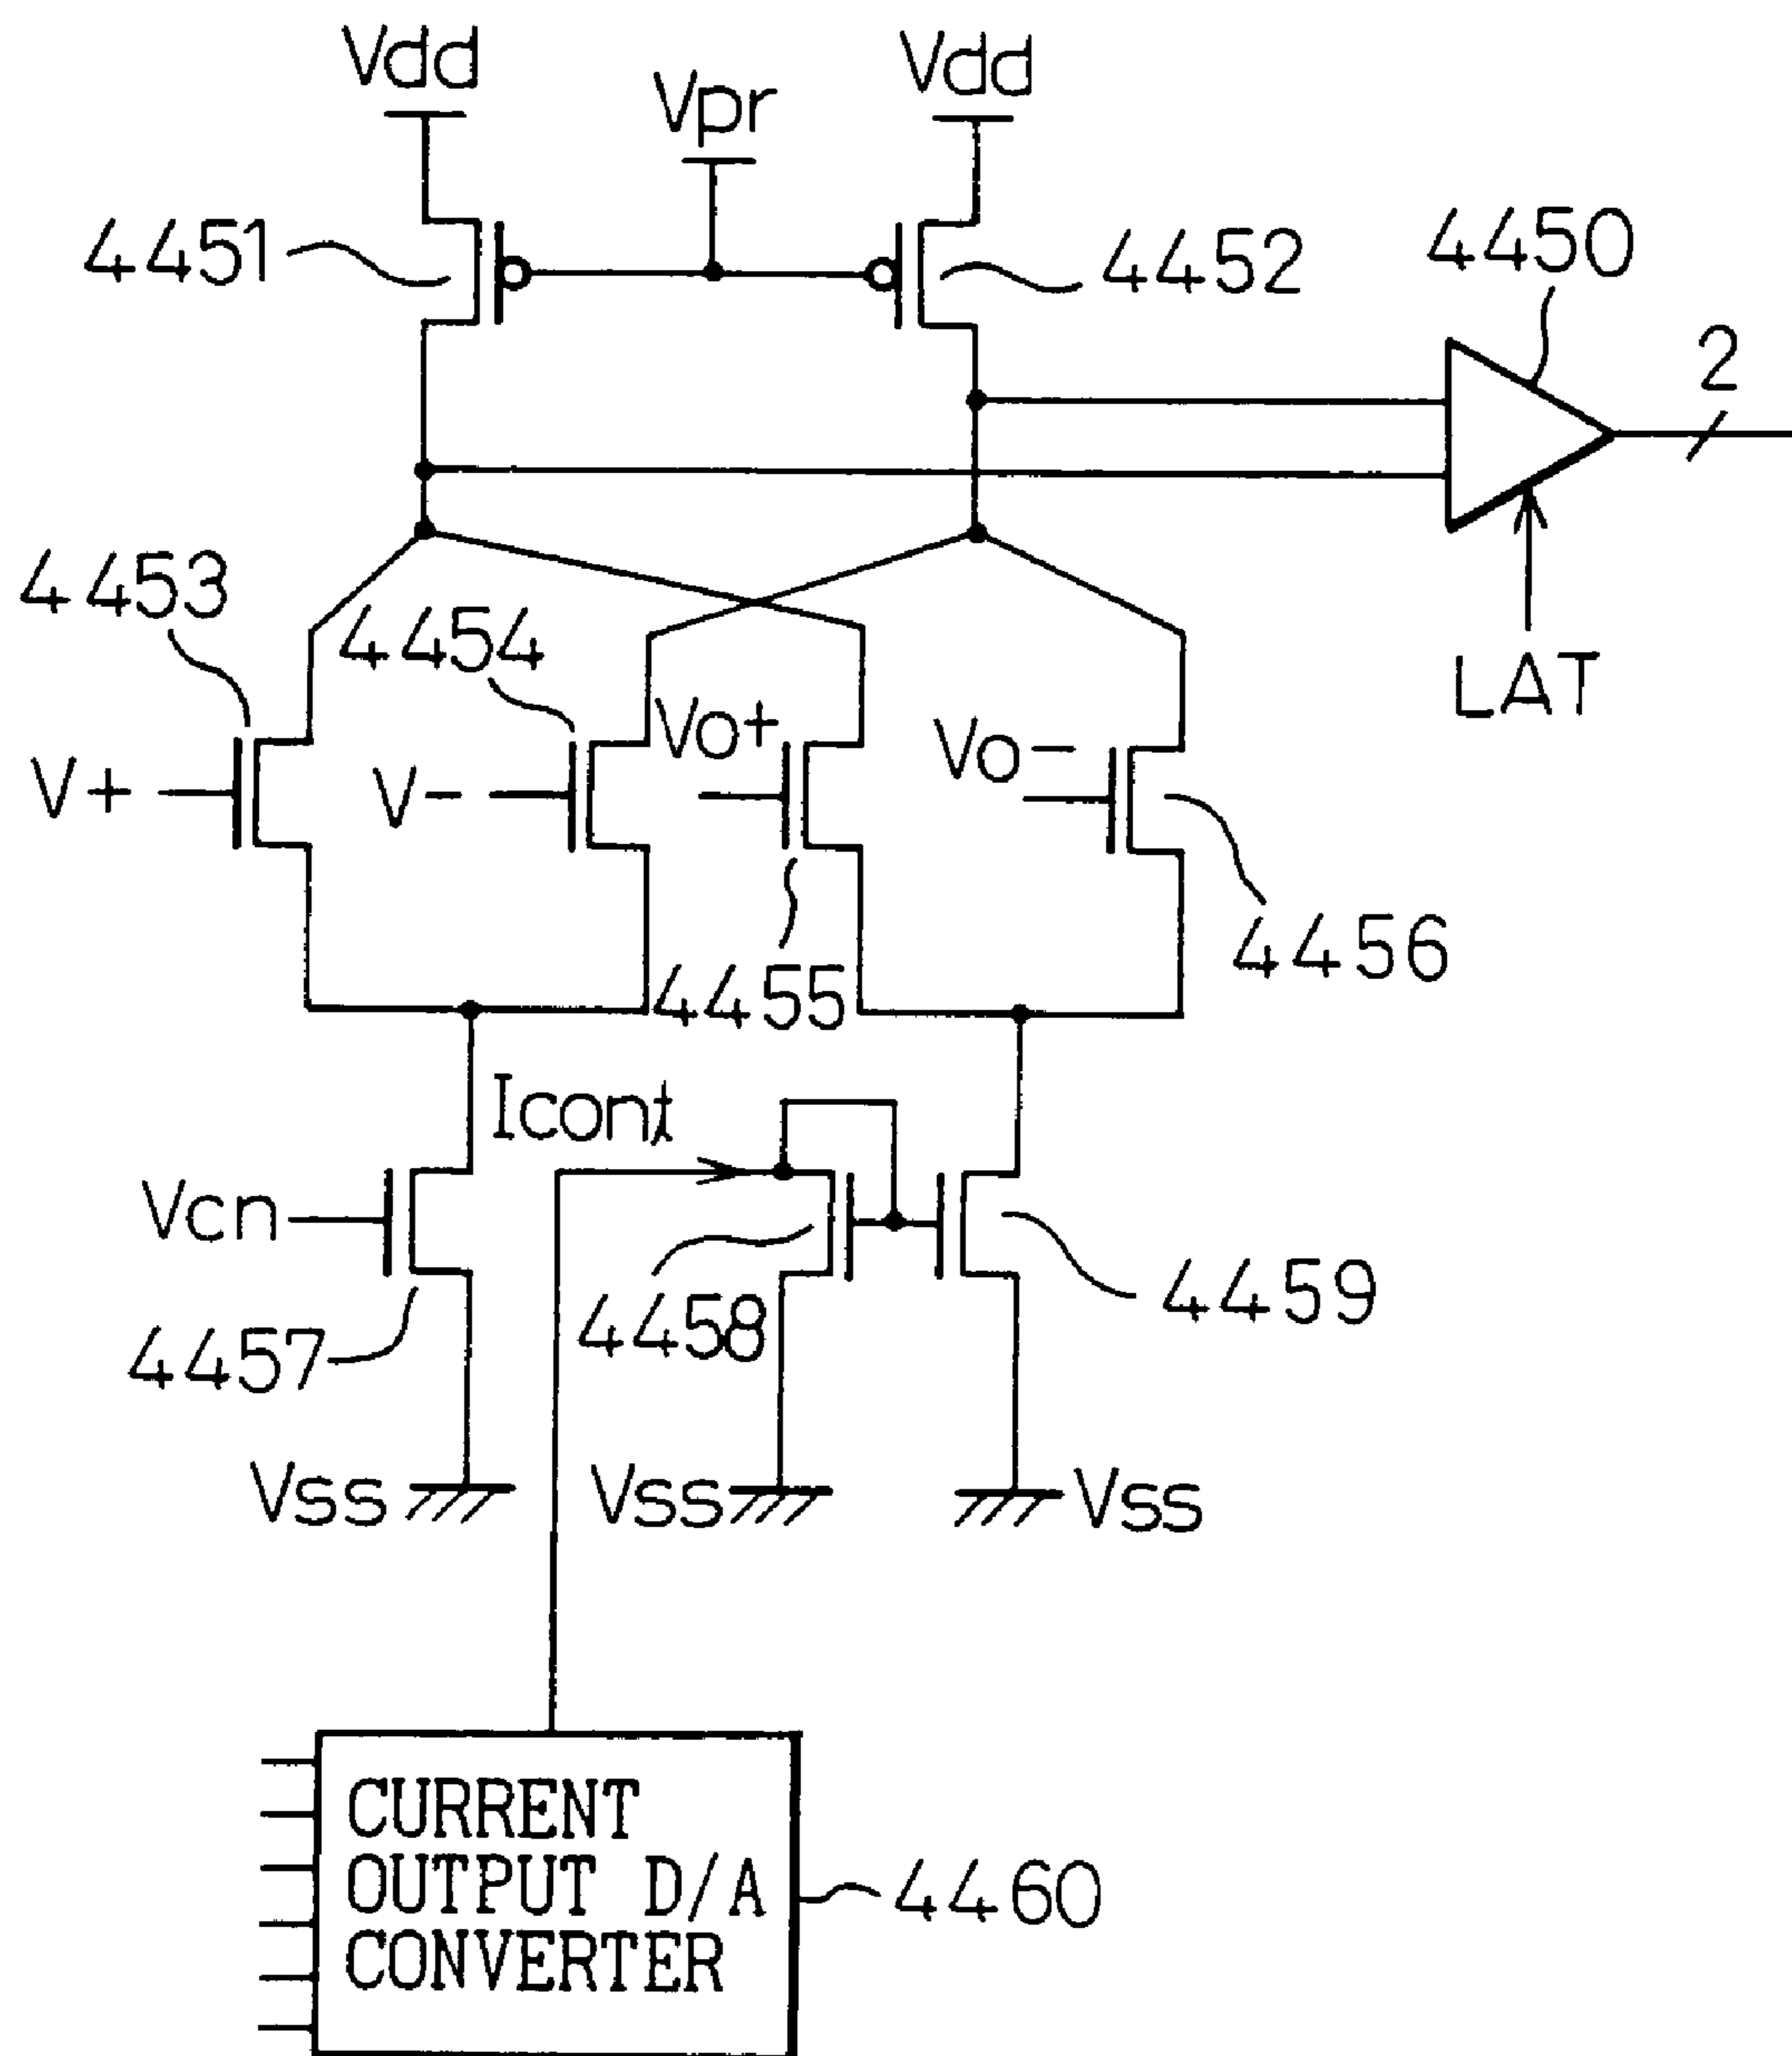 Vdd
Vpr
Vdd
4451
4452
4450
2
4453
4454
Vo+
Vo-
LAT
V+
V-
4455
4456
Icont
Vcn
4457
4458
4459
Vss
Vss
Vss
CURRENT
OUTPUT D/A
CONVERTER
4460